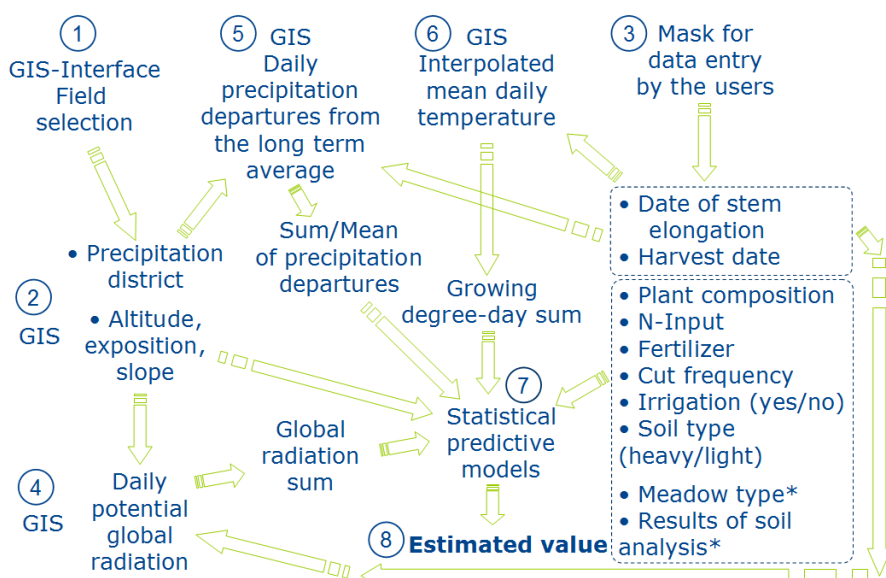 1
GIS-Interface
Field
selection
5 GIS
Daily
precipitation
departures from
the long term
average
6 GIS
Interpolated
mean daily
temperature
3 Mask for
data entry
by the users
• Date of stem
elongation
• Harvest date
Sum/Mean
of precipitation
departures
• Precipitation
district
2
GIS
• Altitude,
exposition,
slope
Growing
degree-day sum
• Plant composition
• N-Input
• Fertilizer
• Cut frequency
• Irrigation (yes/no)
• Soil type
(heavy/light)
• Meadow type*
• Results of soil
analysis*
7
Statistical
predictive
models
Global
radiation
sum
4
GIS
Daily
potential
global
radiation
8 Estimated value